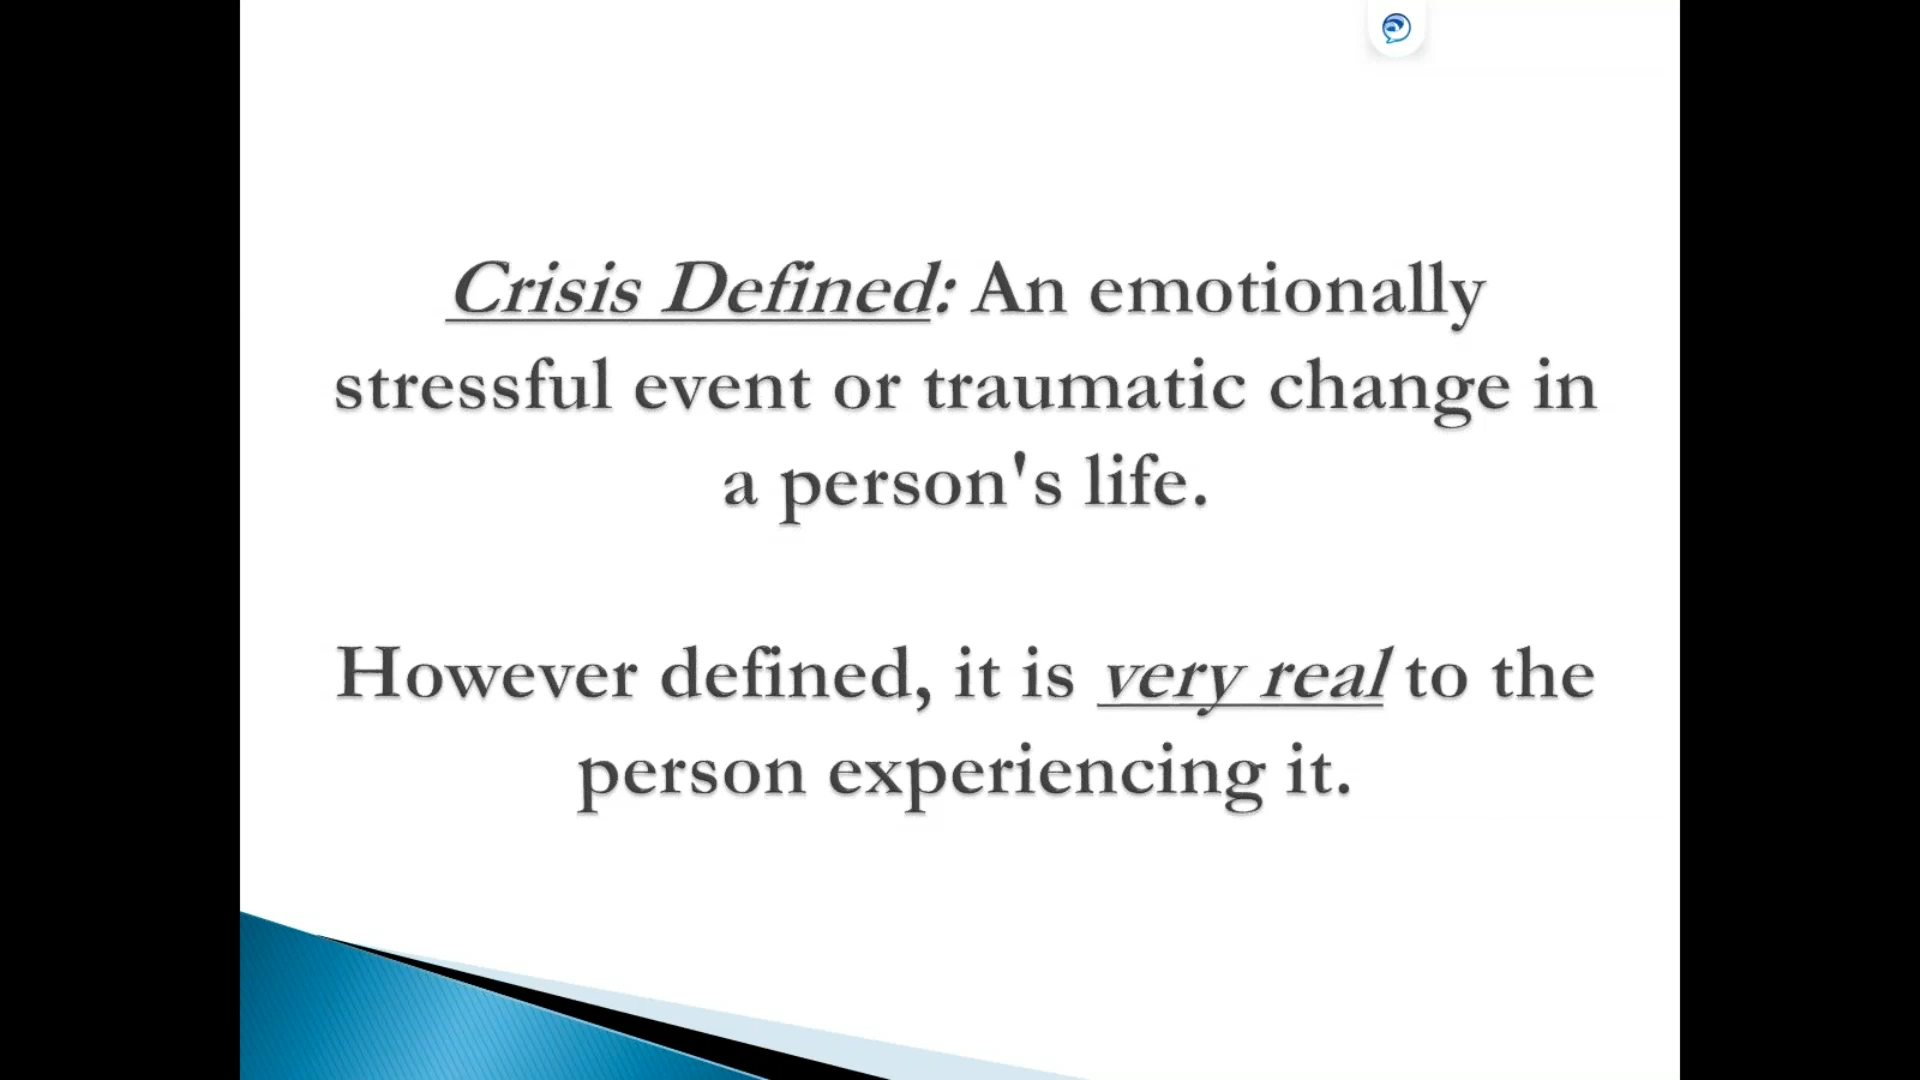 Crisis Defined: An emotionally
stressful event or traumatic change in
a person's life.
However defined, it is very real to the
person experiencing it.